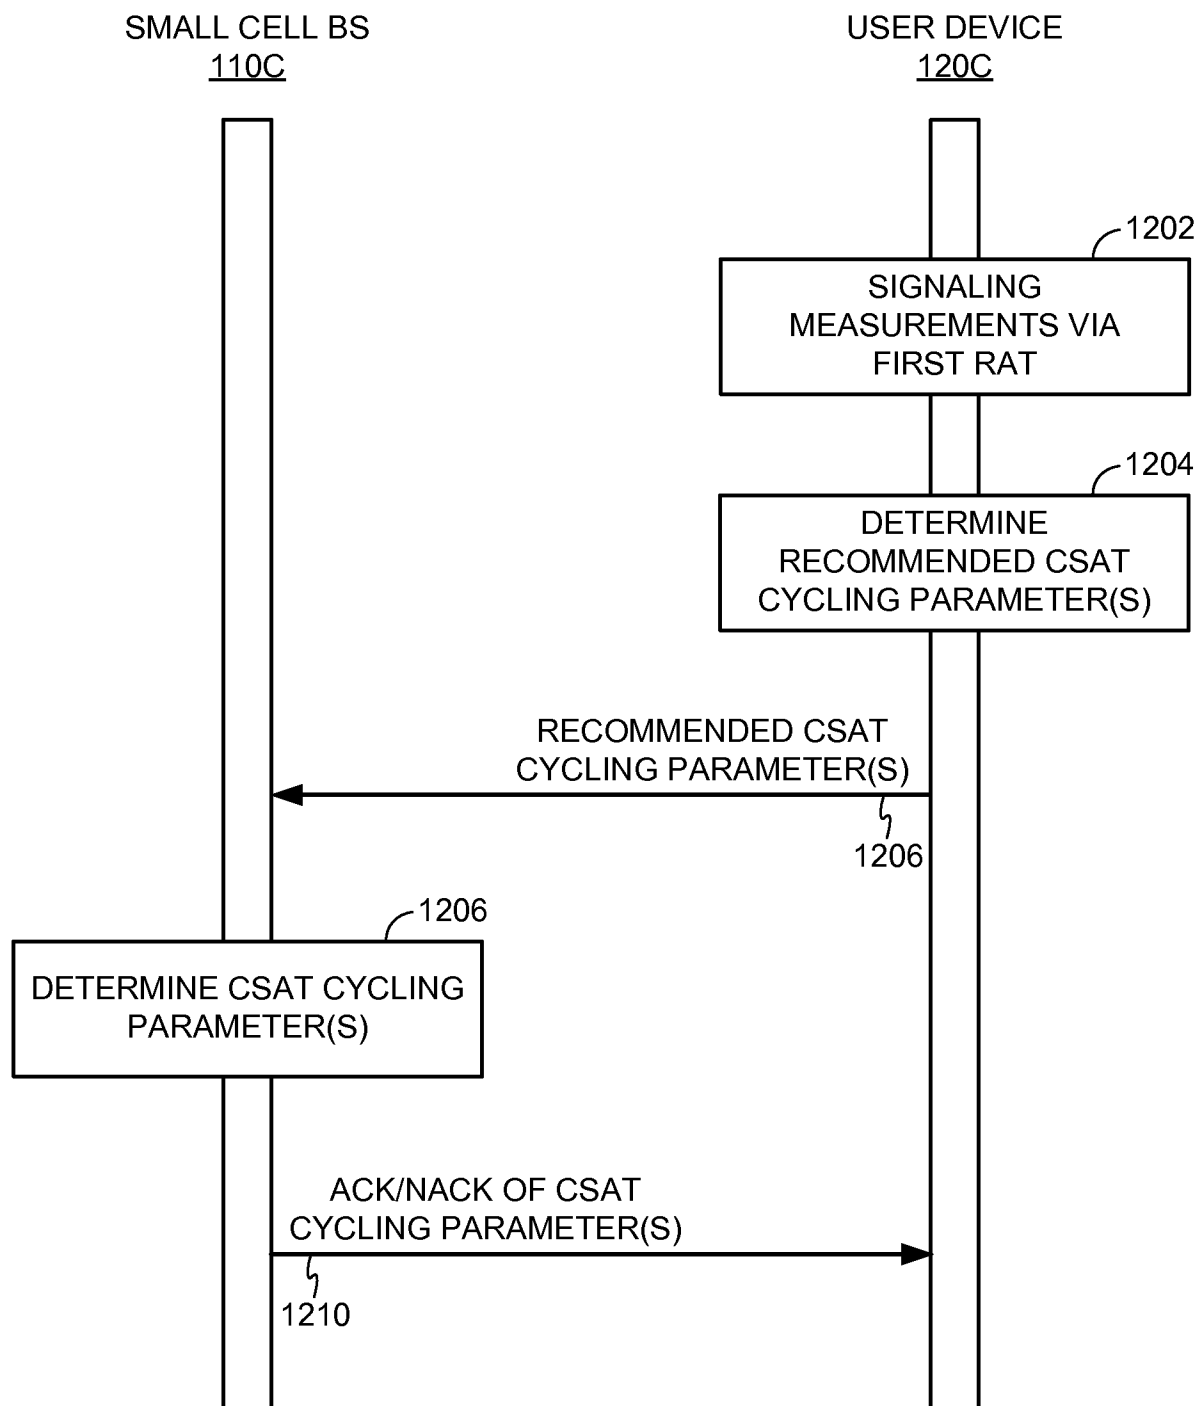 SMALL CELL BS
110C
USER DEVICE
120C
1202
SIGNALING
MEASUREMENTS VIA
FIRST RAT
1204
DETERMINE
RECOMMENDED CSAT
CYCLING PARAMETER(S)
RECOMMENDED CSAT
CYCLING PARAMETER(S)
1206
1206
DETERMINE CSAT CYCLING
PARAMETER(S)
ACK/NACK OF CSAT
CYCLING PARAMETER(S)
1210